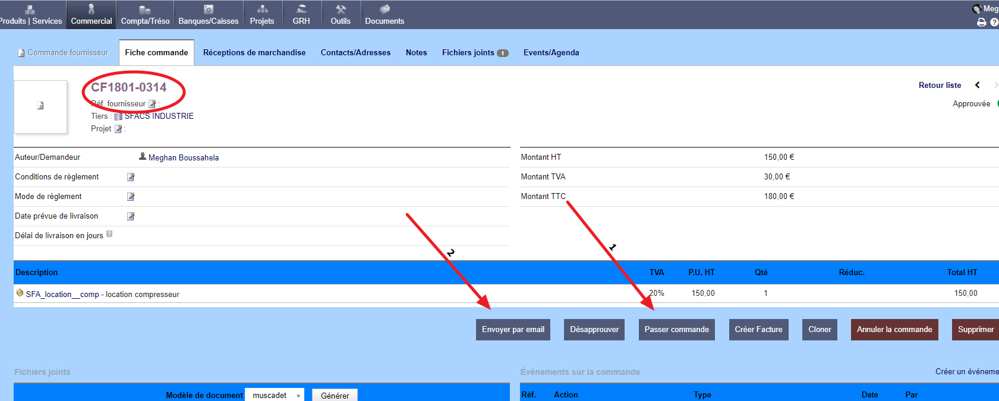 Produits | Services Commercial Compta/Tréso Banques/Caisses Projets GRH Outils Documents
Meg
?
Commande fournisseur Fiche commande Réceptions de marchandise Contacts/Adresses Notes Fichiers joints 1 Events/Agenda
CF1801-0314
Retour liste
Réf. fournisseur :
Approuvée
Tiers : SFACS INDUSTRIE
Projet :
Auteur/Demandeur Meghan Boussahela
Montant HT 150,00 €
Conditions de règlement
Montant TVA 30,00 €
Mode de règlement
Montant TTC 180,00 €
Date prévue de livraison
Délai de livraison en jours ?
2
1
Description TVA P.U. HT Qté Réduc. Total HT
SFA_location__comp - location compresseur 20% 150,00 1 150,00
Envoyer par email Désapprouver Passer commande Créer Facture Cloner Annuler la commande Supprimer
Fichiers joints
Événements sur la commande
Créer un événeme
Modèle de document muscadet Générer
Réf. Action Type Date Par